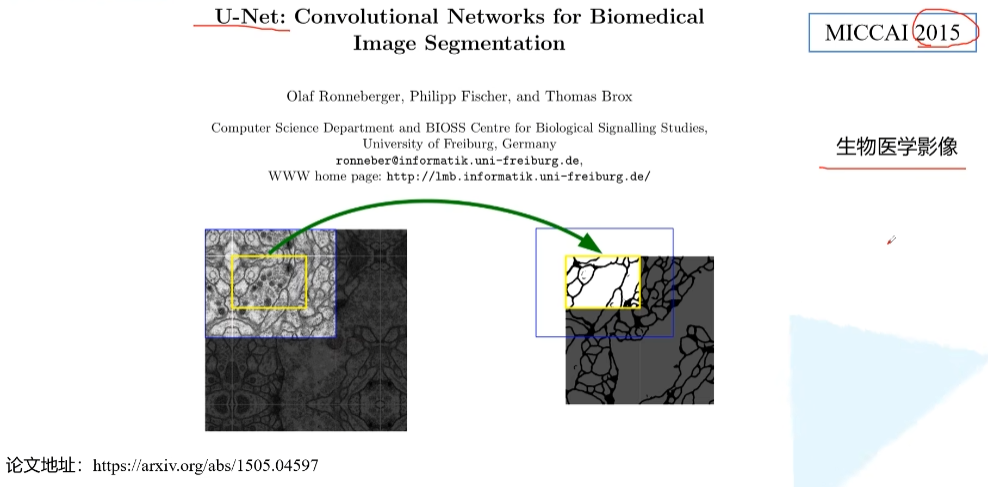 U-Net: Convolutional Networks for Biomedical
Image Segmentation
MICCAI 2015
Olaf Ronneberger, Philipp Fischer, and Thomas Brox
Computer Science Department and BIOSS Centre for Biological Signalling Studies,
University of Freiburg, Germany
ronneber@informatik.uni-freiburg.de,
WWW home page: http://lmb.informatik.uni-freiburg.de/
生物医学影像
论文地址：https://arxiv.org/abs/1505.04597